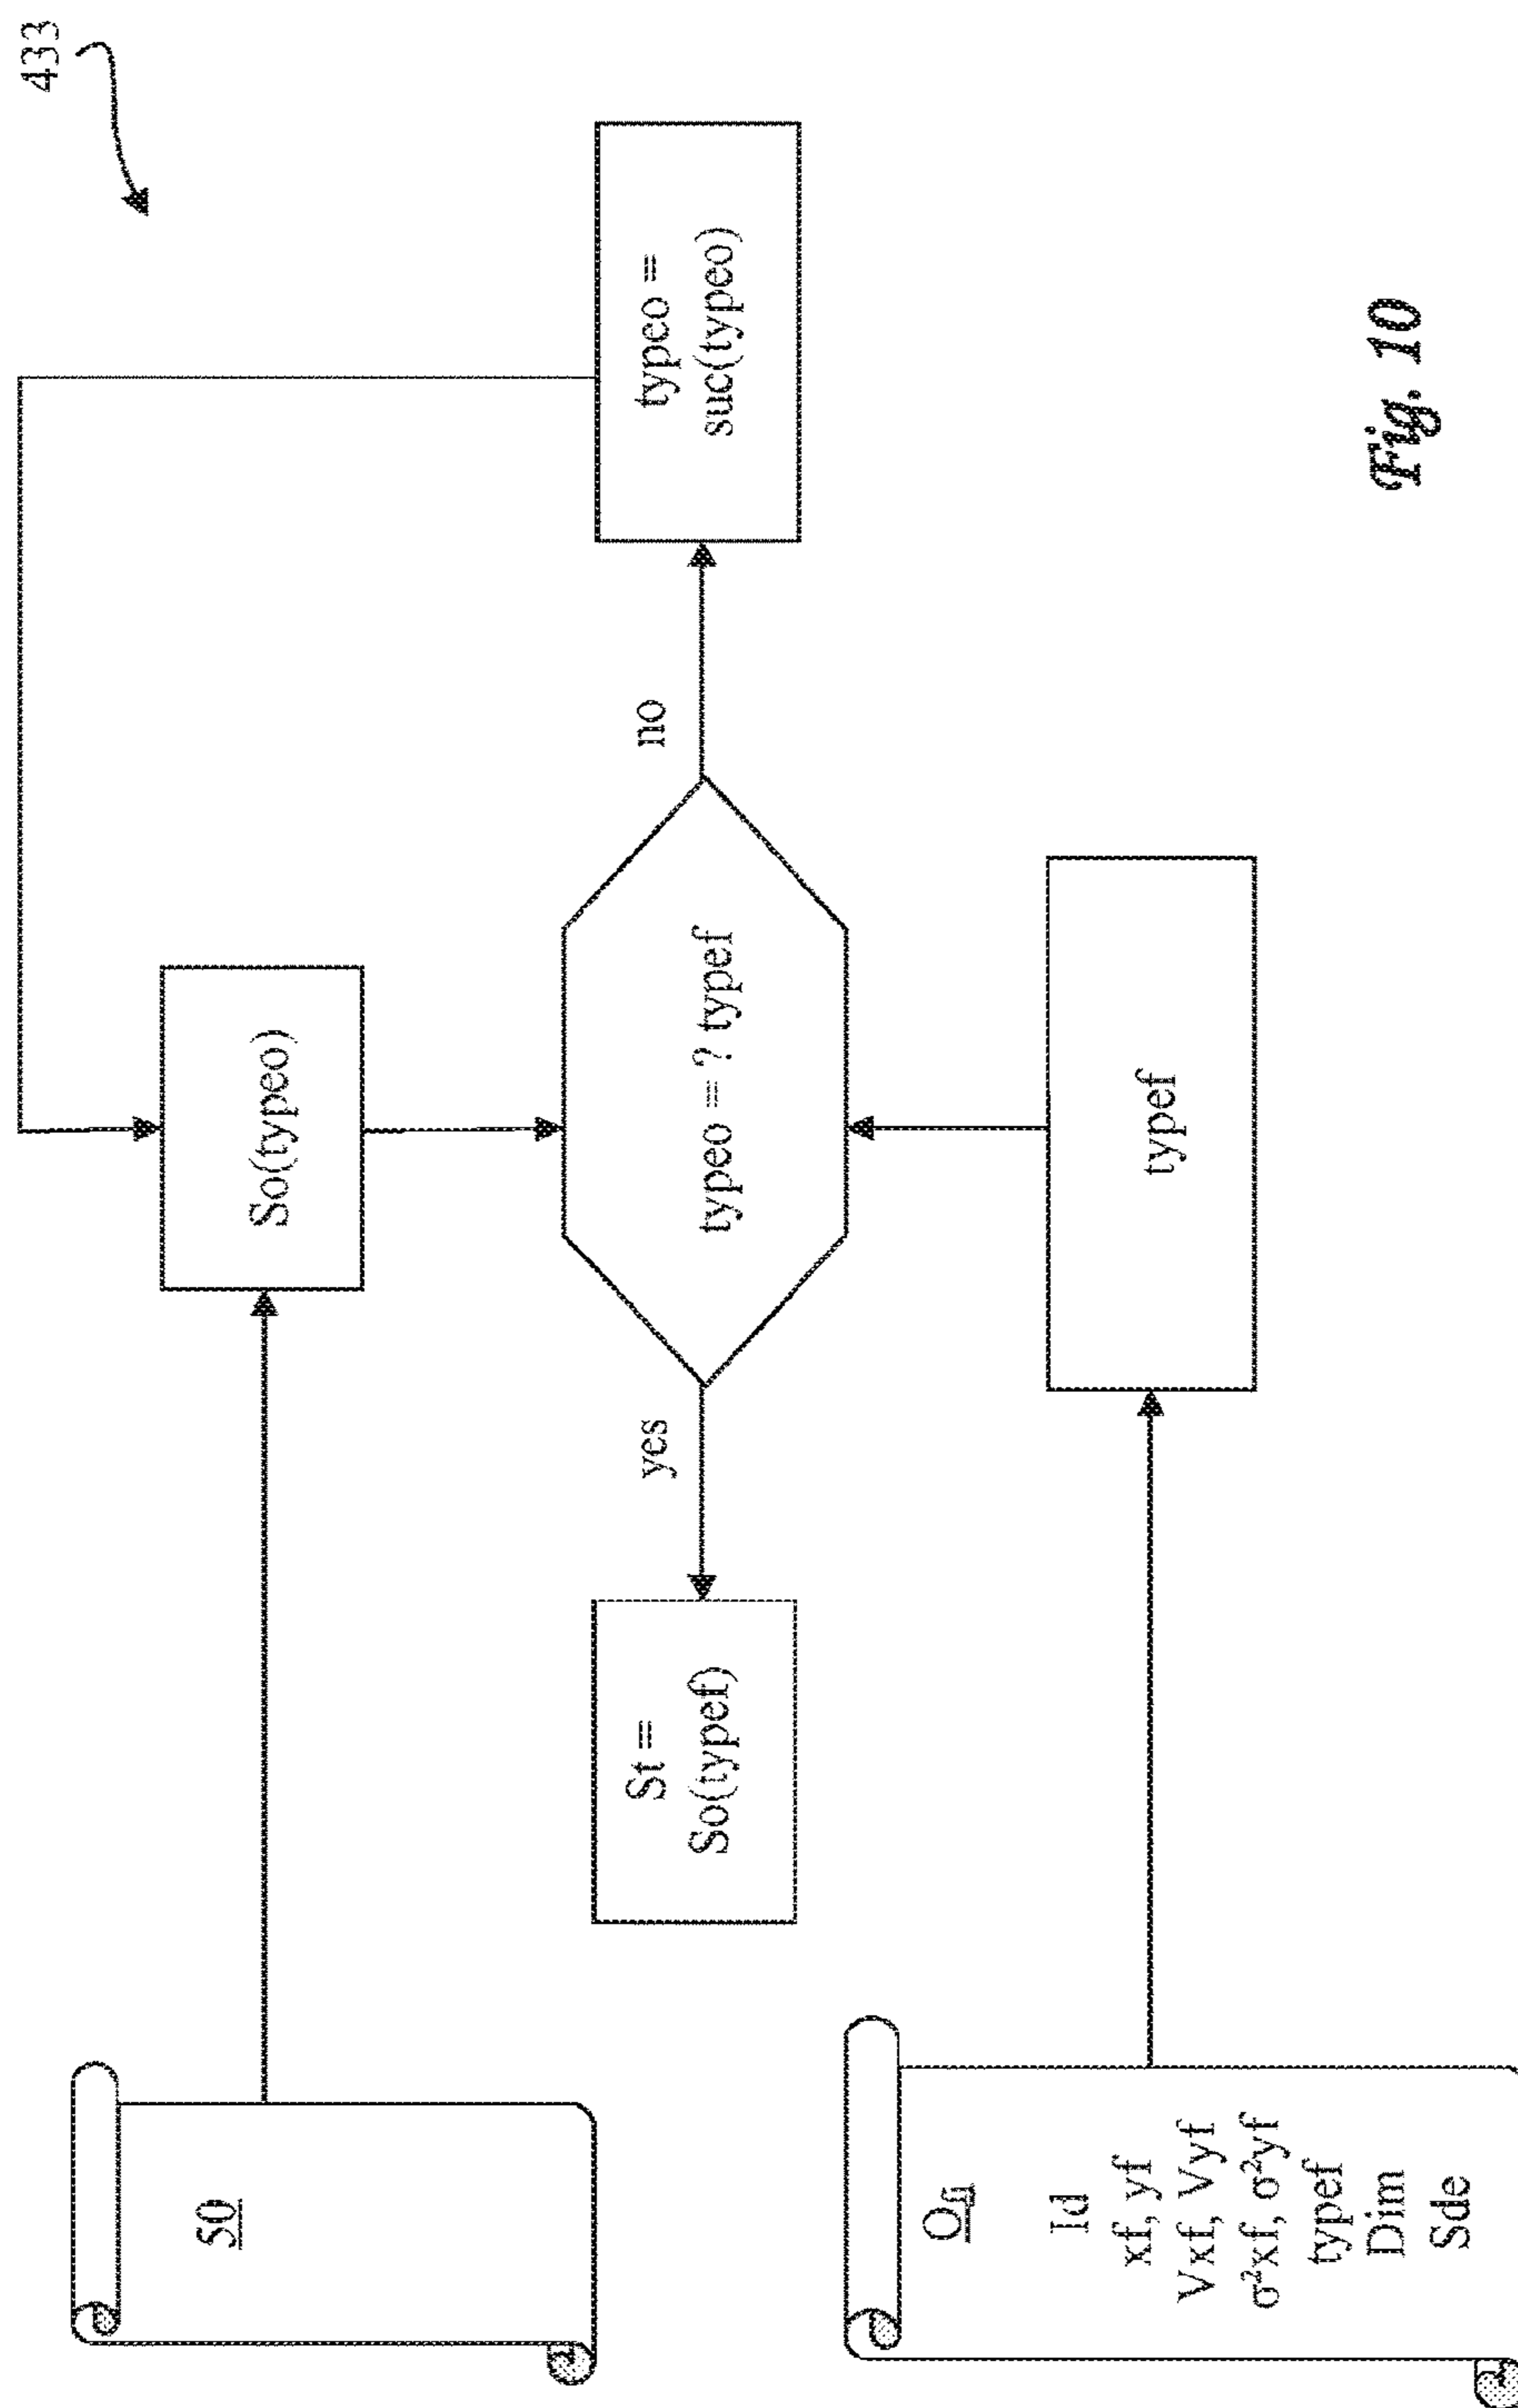 433
50
So(typeo)
yes
no
St =
So(typef)
typeo = ? typef
typeo =
suc(typeo)
Ofj
Id
xf, yf
Vxf, Vyf
σ²xf, σ²yf
typef
Dim
Sde
typef
Fig. 10